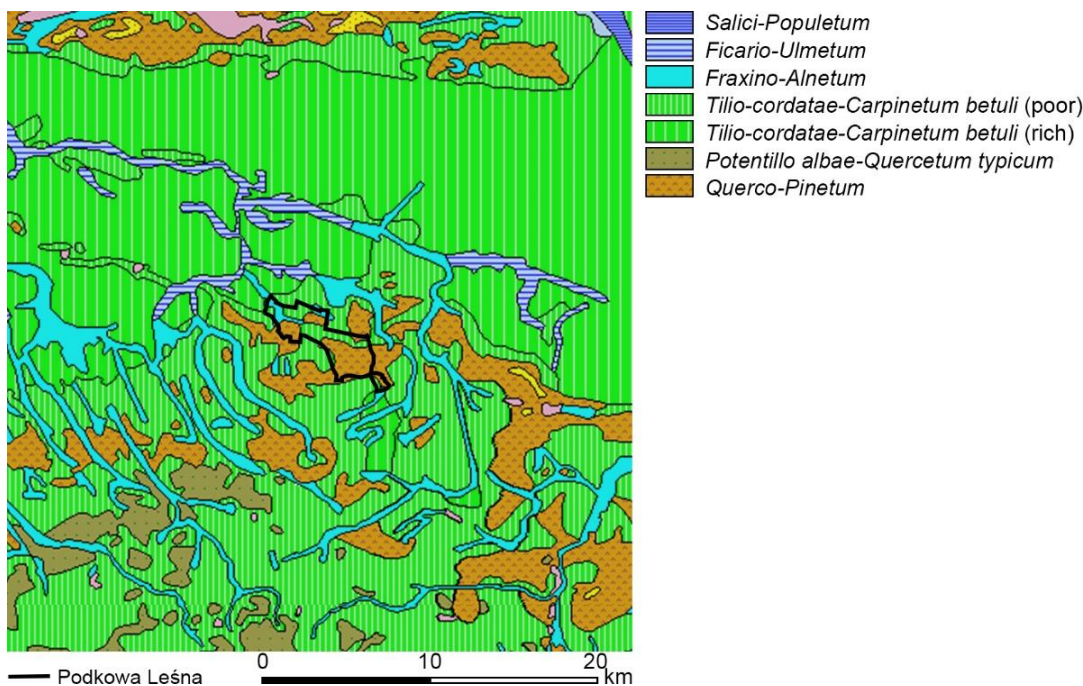 Salici-Populetum
Ficario-Ulmetum
Fraxino-Alnetum
Tilio-cordatae-Carpinetum betuli (poor)
Tilio-cordatae-Carpinetum betuli (rich)
Potentillo albae-Quercetum typicum
Querco-Pinetum
Podkowa Leśna
0 10 20
km